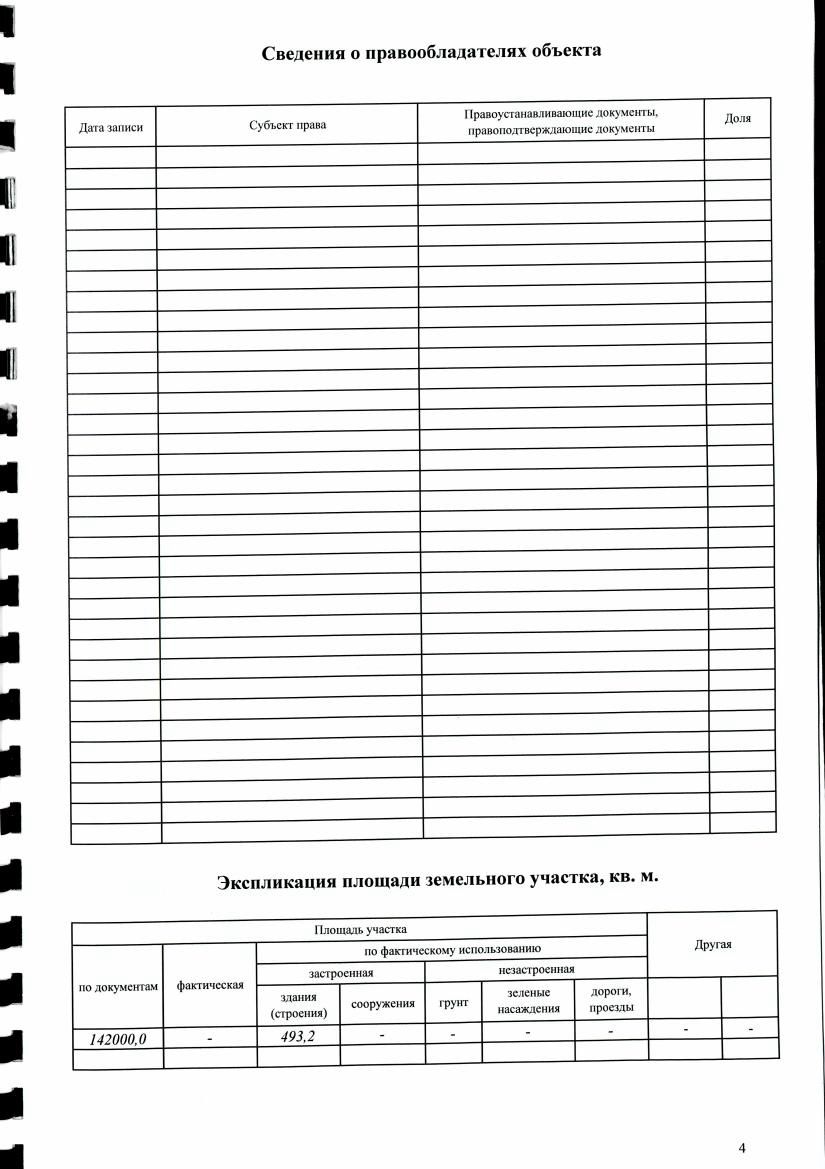 Сведения о правообладателях объекта
Дата записи
Субъект права
Правоустанавливающие документы,
правоподтверждающие документы
Доля
Экспликация площади земельного участка, кв. м.
Площадь участка
Другая
по документам
фактическая
по фактическому использованию
застроенная
незастроенная
здания
(строения)
сооружения
грунт
зеленые
насаждения
дороги,
проезды
142000,0 - 493,2 - - - - - -
4